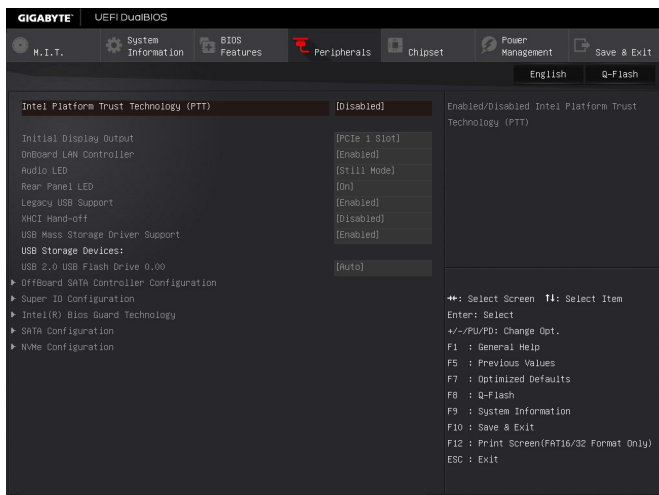 GIGABYTE™ UEFI DualBIOS
M.I.T.
System Information
BIOS Features
Peripherals
Chipset
Power Management
Save & Exit
English Q-Flash
Intel Platform Trust Technology (PTT) [Disabled]
Initial Display Output [PCIe 1 Slot]
OnBoard LAN Controller [Enabled]
Audio LED [Still Mode]
Rear Panel LED [On]
Legacy USB Support [Enabled]
XHCI Hand-off [Disabled]
USB Mass Storage Driver Support [Enabled]
USB Storage Devices:
USB 2.0 USB Flash Drive 0.00 [Auto]
OffBoard SATA Controller Configuration
Super IO Configuration
Intel(R) Bios Guard Technology
SATA Configuration
NVMe Configuration
Enabled/Disabled Intel Platform Trust
Technology (PTT)
→←: Select Screen ↑↓: Select Item
Enter: Select
+/-/PU/PD: Change Opt.
F1 : General Help
F5 : Previous Values
F7 : Optimized Defaults
F8 : Q-Flash
F9 : System Information
F10 : Save & Exit
F12 : Print Screen(FAT16/32 Format Only)
ESC : Exit